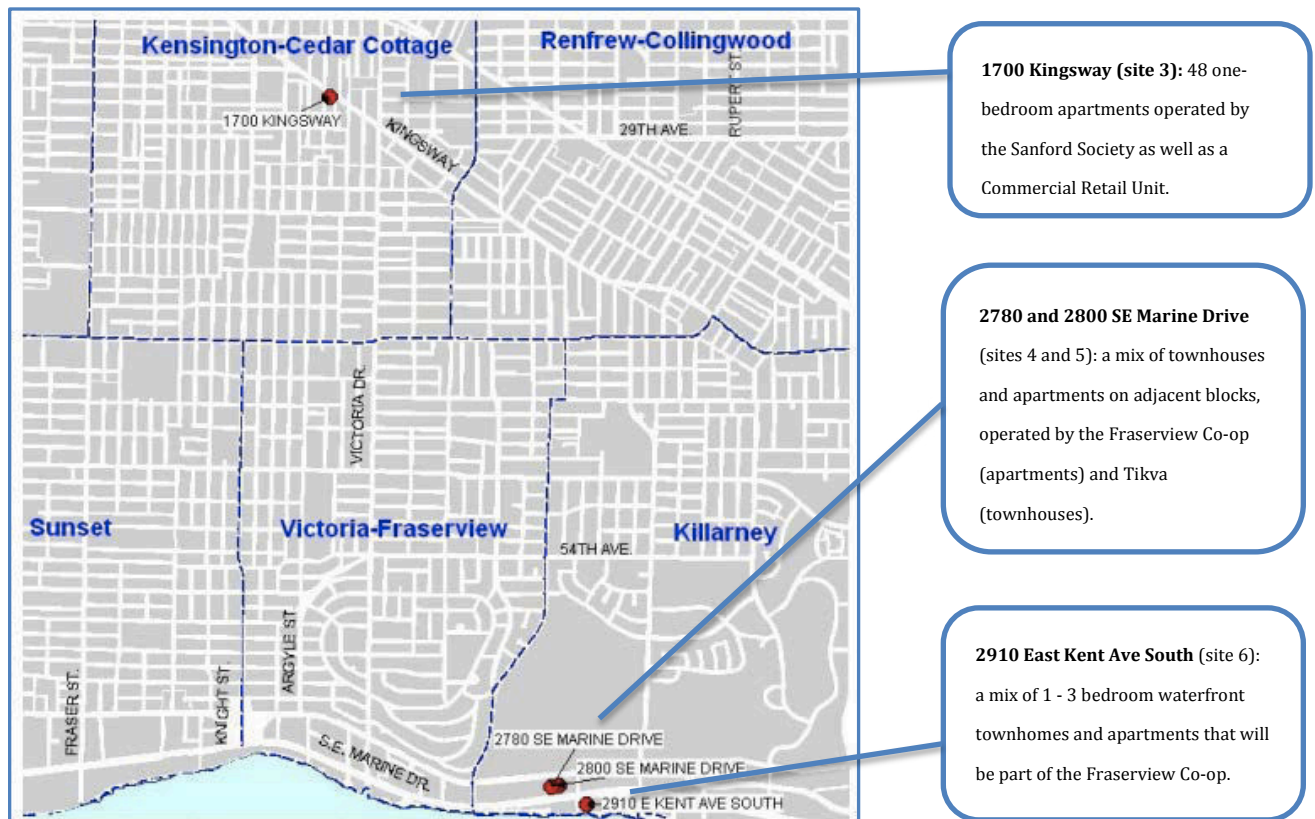 Kensington-Cedar Cottage
Renfrew-Collingwood
RUPERT ST.
1700 KINGSWAY
KINGSWAY
29TH AVE.
VICTORIA DR.
Sunset
Victoria-Fraserview
Killarney
54TH AVE.
ARGYLE ST.
FRASER ST.
KNIGHT ST.
S.E. MARINE DR.
2780 SE MARINE DRIVE
2800 SE MARINE DRIVE
2910 E KENT AVE SOUTH
1700 Kingsway (site 3): 48 one-
bedroom apartments operated by
the Sanford Society as well as a
Commercial Retail Unit.
2780 and 2800 SE Marine Drive
(sites 4 and 5): a mix of townhouses
and apartments on adjacent blocks,
operated by the Fraserview Co-op
(apartments) and Tikva
(townhouses).
2910 East Kent Ave South (site 6):
a mix of 1 - 3 bedroom waterfront
townhomes and apartments that will
be part of the Fraserview Co-op.